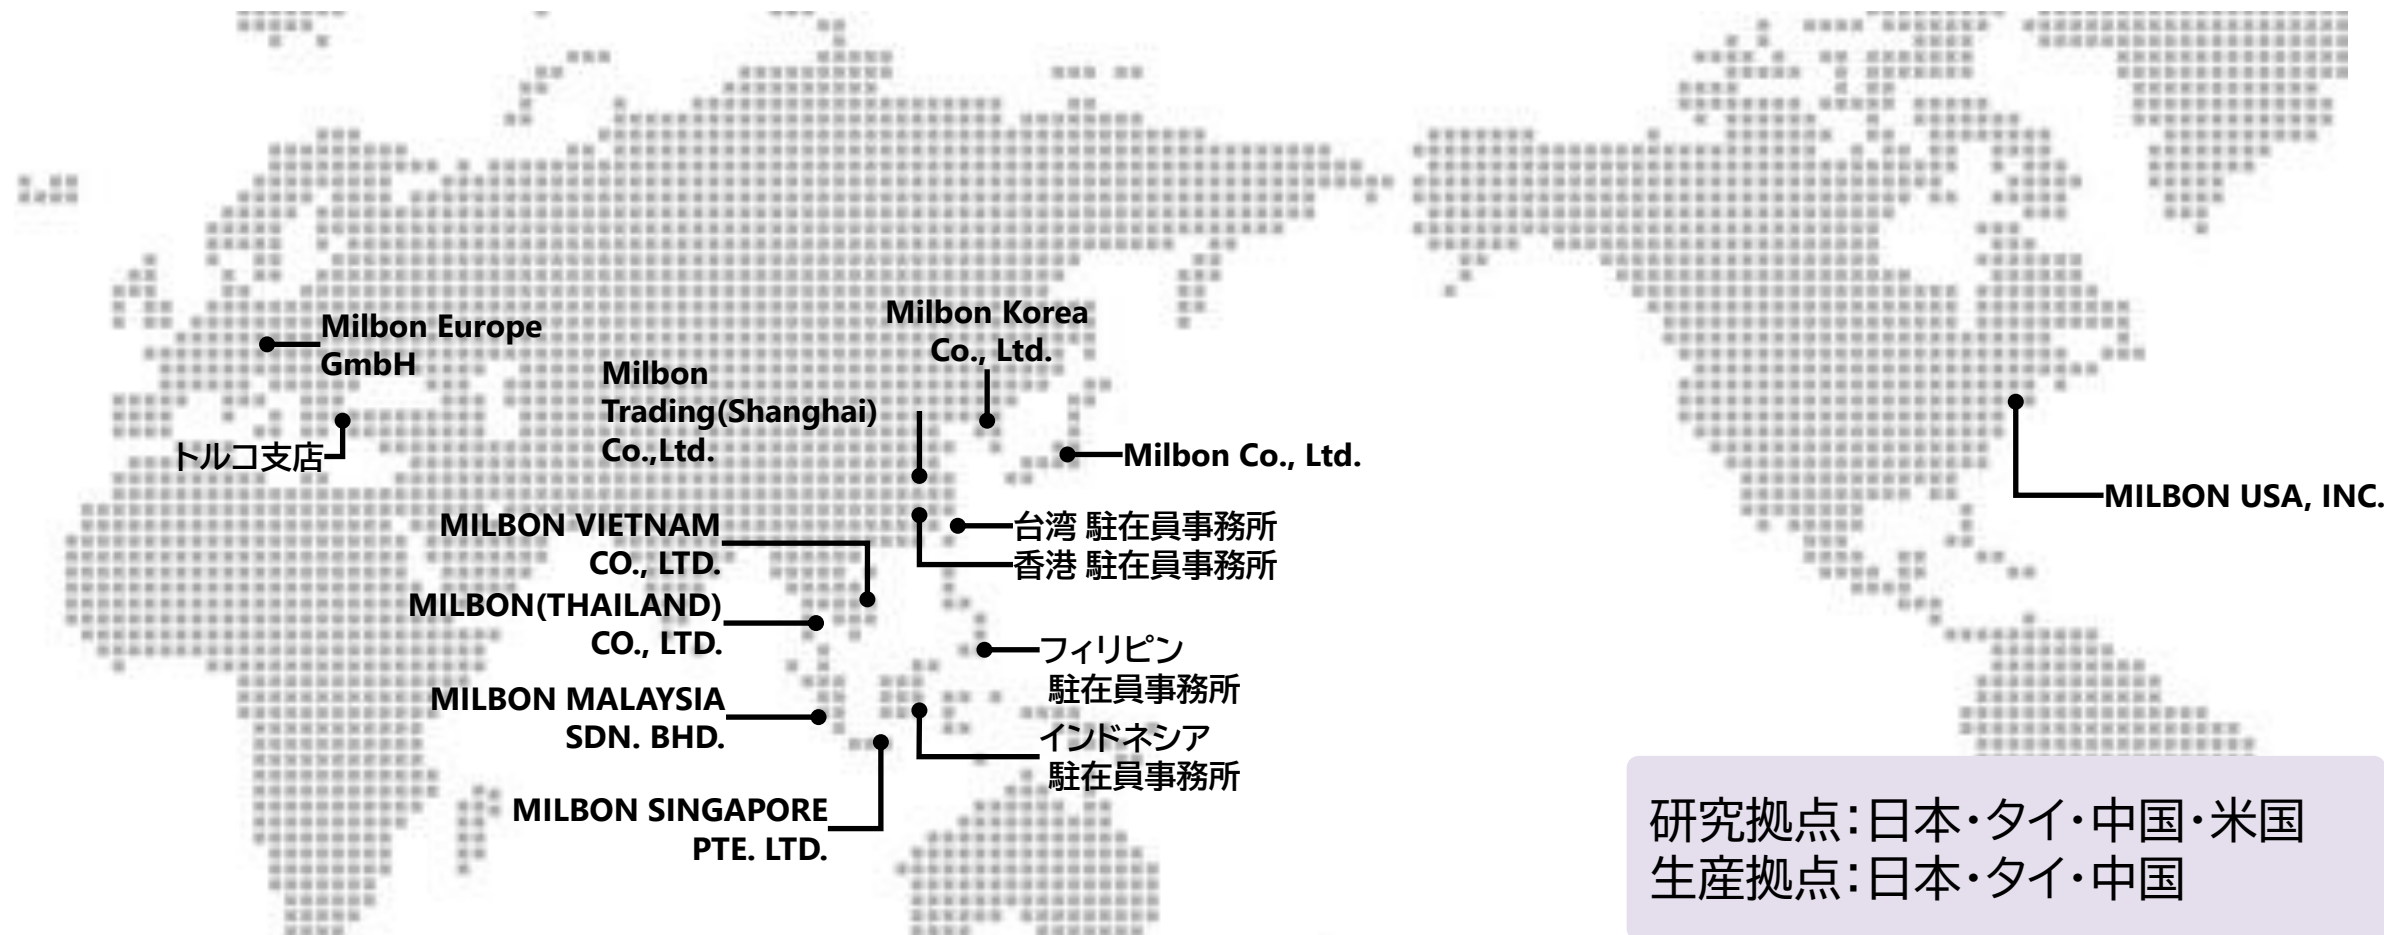 Milbon Europe
GmbH
トルコ支店
Milbon
Trading(Shanghai)
Co.,Ltd.
Milbon Korea
Co., Ltd.
Milbon Co., Ltd.
MILBON USA, INC.
台湾 駐在員事務所
香港 駐在員事務所
MILBON VIETNAM
CO., LTD.
MILBON(THAILAND)
CO., LTD.
フィリピン
駐在員事務所
MILBON MALAYSIA
SDN. BHD.
インドネシア
駐在員事務所
MILBON SINGAPORE
PTE. LTD.
研究拠点：日本・タイ・中国・米国
生産拠点：日本・タイ・中国